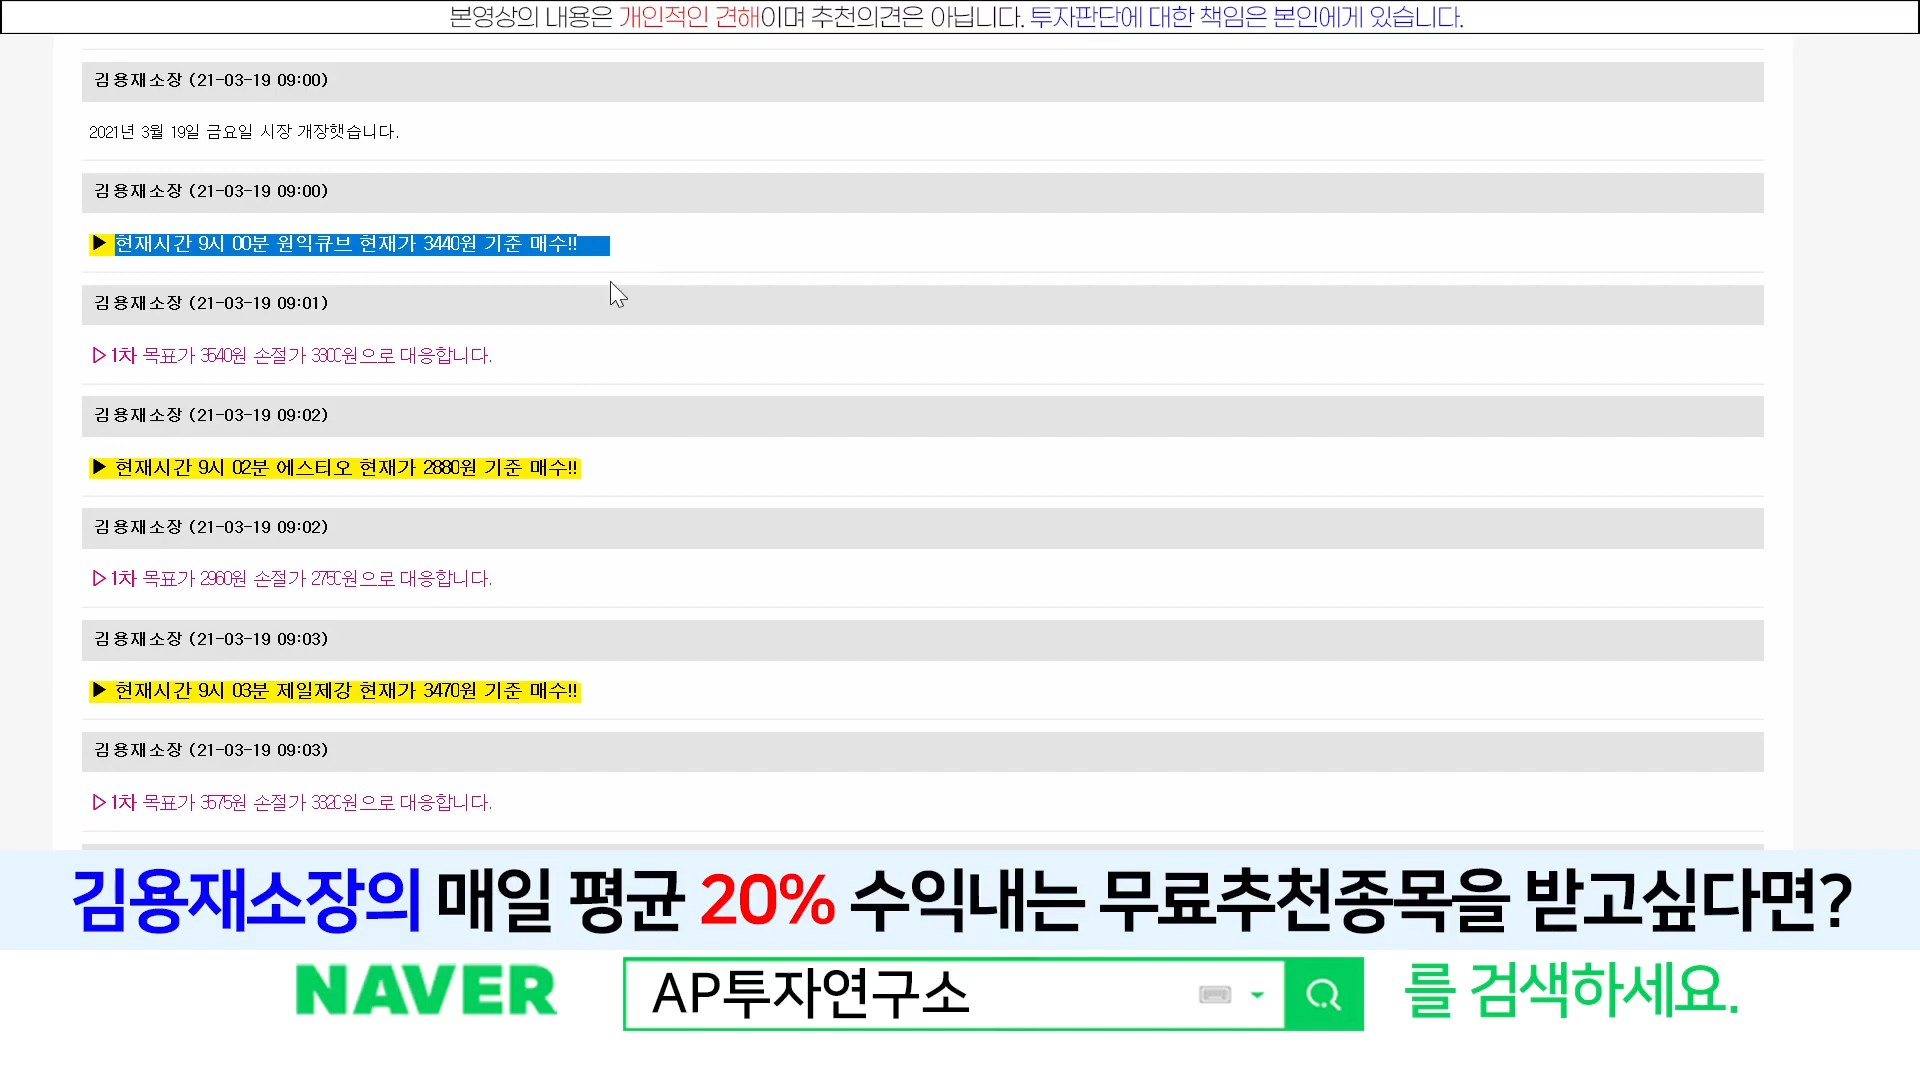 본영상의 내용은 개인적인 견해이며 추천의견은 아닙니다. 투자판단에 대한 책임은 본인에게 있습니다.
김용재소장 (21-03-19 09:00)
2021년 3월 19일 금요일 시장 개장했습니다.
김용재소장 (21-03-19 09:00)
▶ 현재시간 9시 00분 원익큐브 현재가 3440원 기준 매수!!
김용재소장 (21-03-19 09:01)
▷1차 목표가 3540원 손절가 3300원으로 대응합니다.
김용재소장 (21-03-19 09:02)
▶ 현재시간 9시 02분 에스티오 현재가 2880원 기준 매수!!
김용재소장 (21-03-19 09:02)
▷1차 목표가 2960원 손절가 2750원으로 대응합니다.
김용재소장 (21-03-19 09:03)
▶ 현재시간 9시 03분 제일제강 현재가 3470원 기준 매수!!
김용재소장 (21-03-19 09:03)
▷1차 목표가 3575원 손절가 3320원으로 대응합니다.
김용재소장의 매일 평균 20% 수익내는 무료추천종목을 받고싶다면?
NAVER AP투자연구소 를 검색하세요.